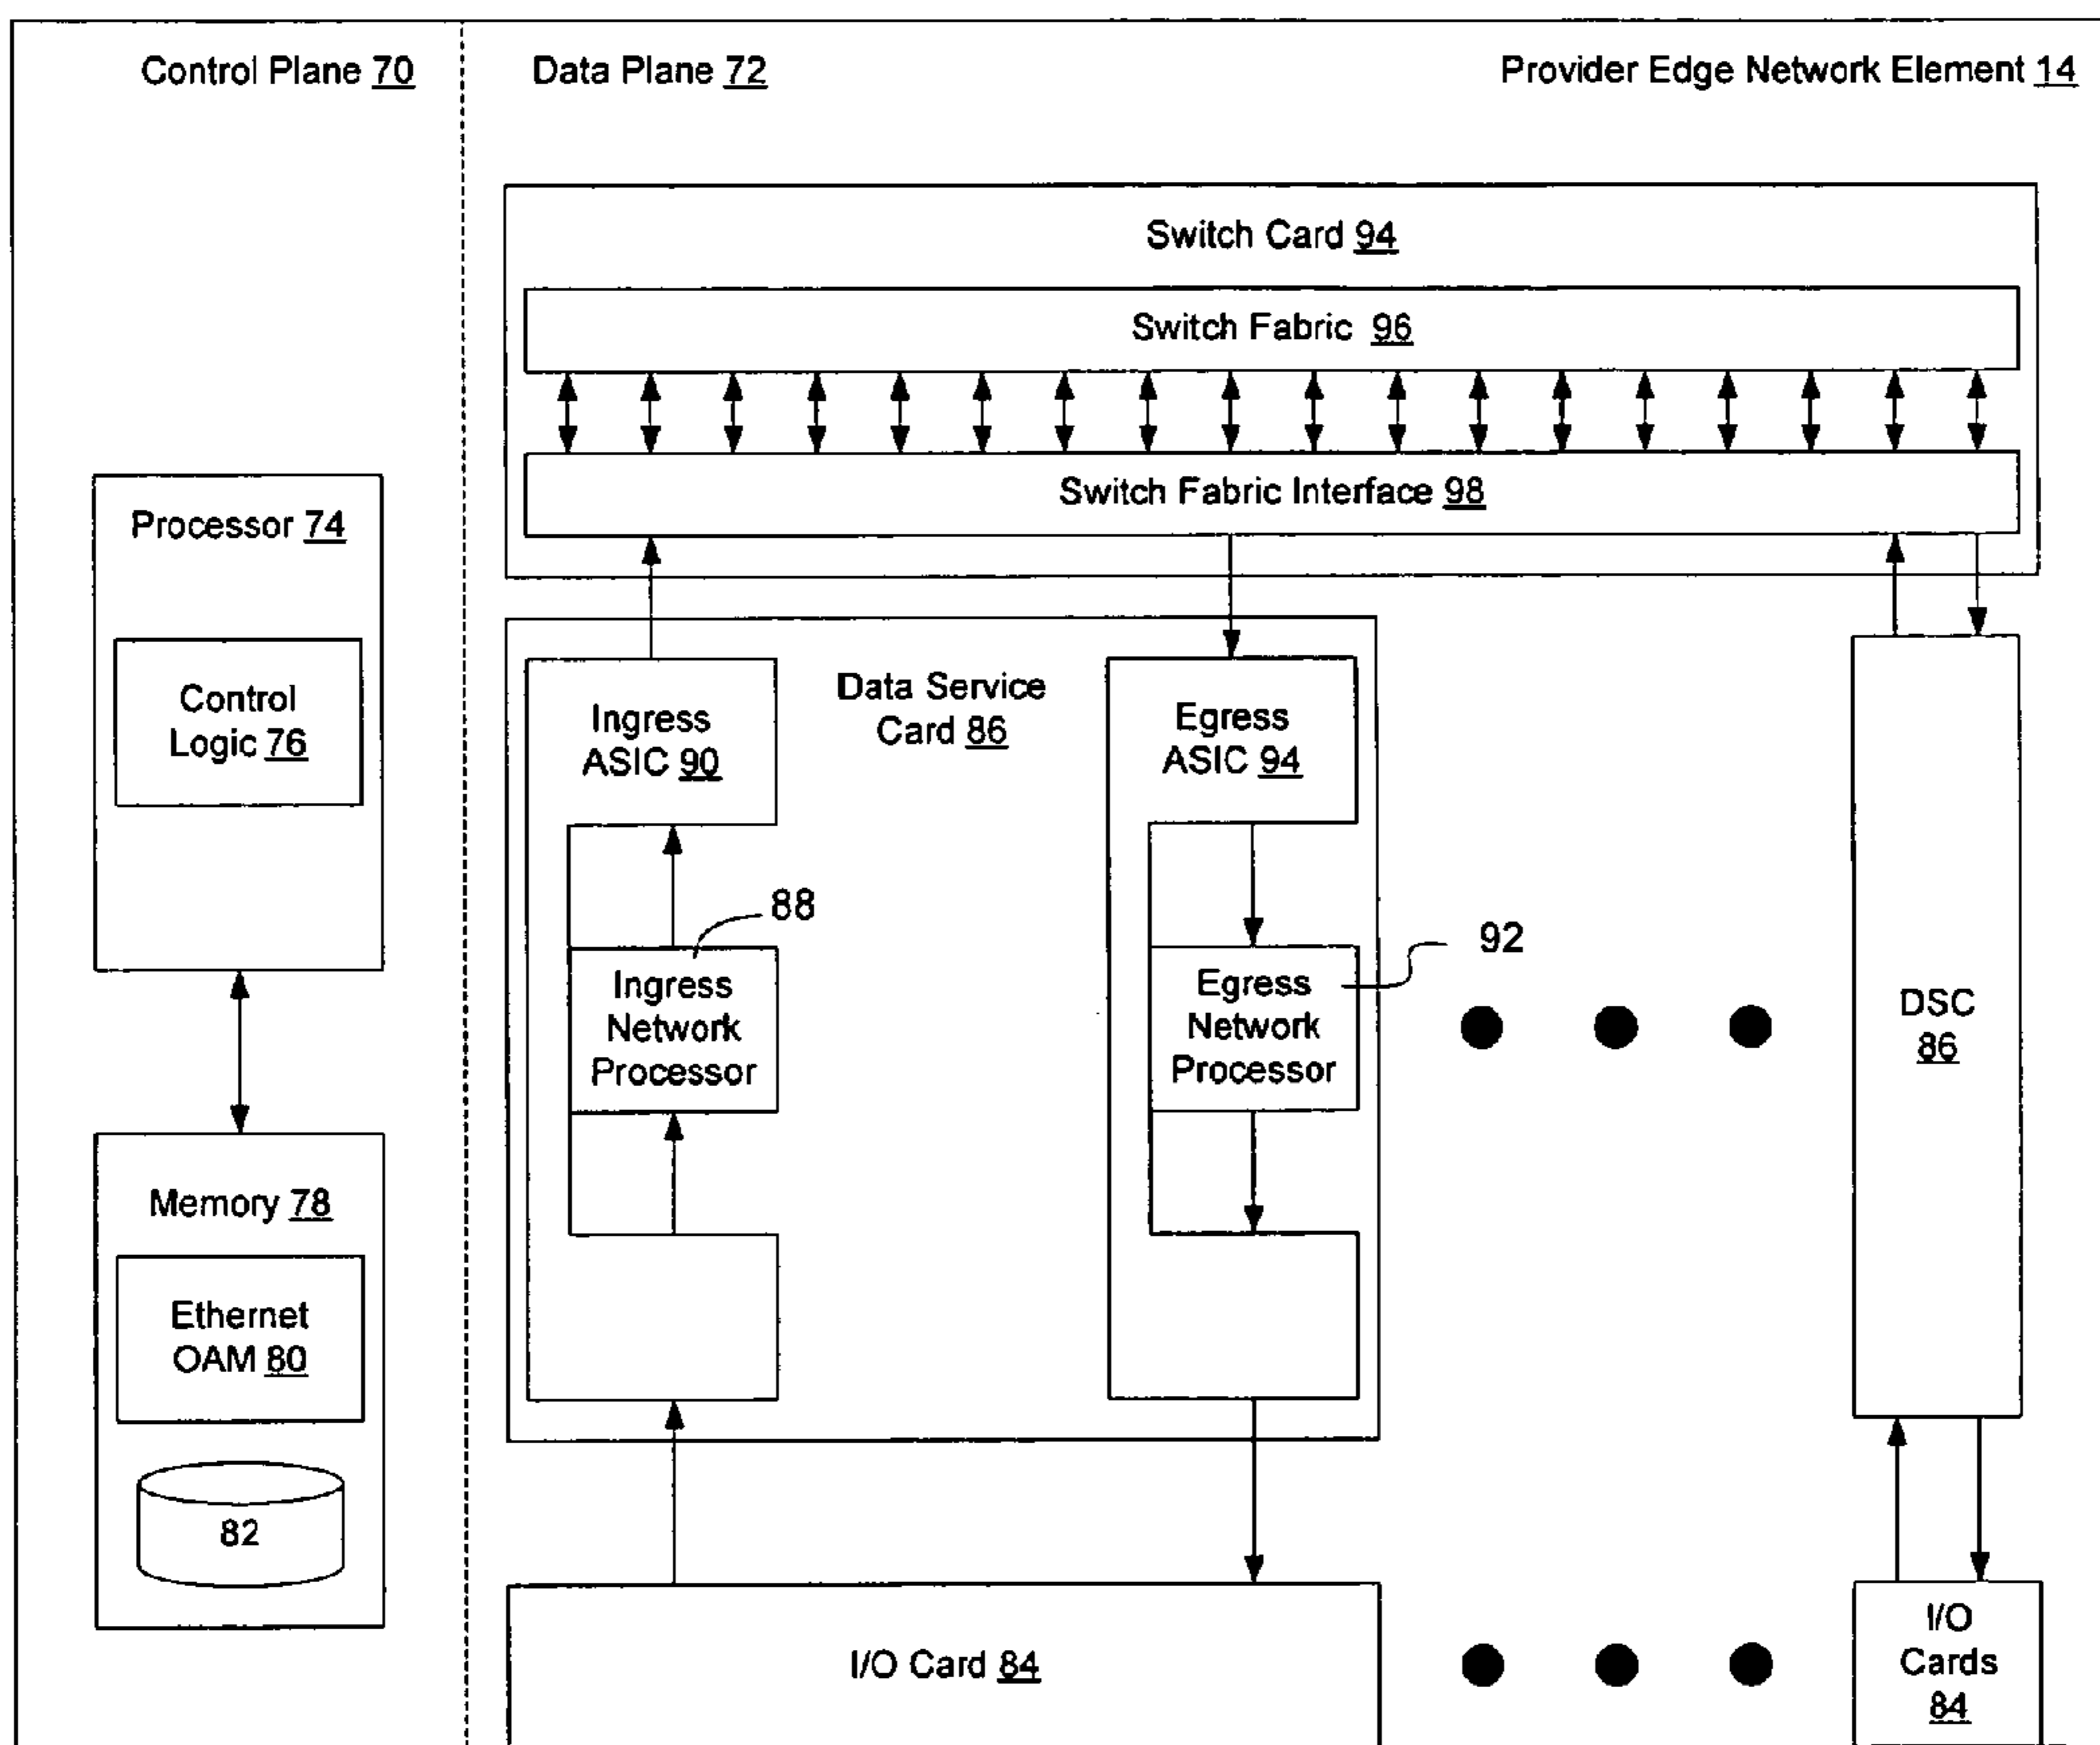 Control Plane 70
Data Plane 72
Provider Edge Network Element 14
Switch Card 94
Switch Fabric 96
Switch Fabric Interface 98
Processor 74
Control
Logic 76
Memory 78
Ethernet
OAM 80
82
Data Service
Card 86
Ingress
ASIC 90
88
Ingress
Network
Processor
Egress
ASIC 94
92
Egress
Network
Processor
DSC
86
I/O Card 84
I/O
Cards
84